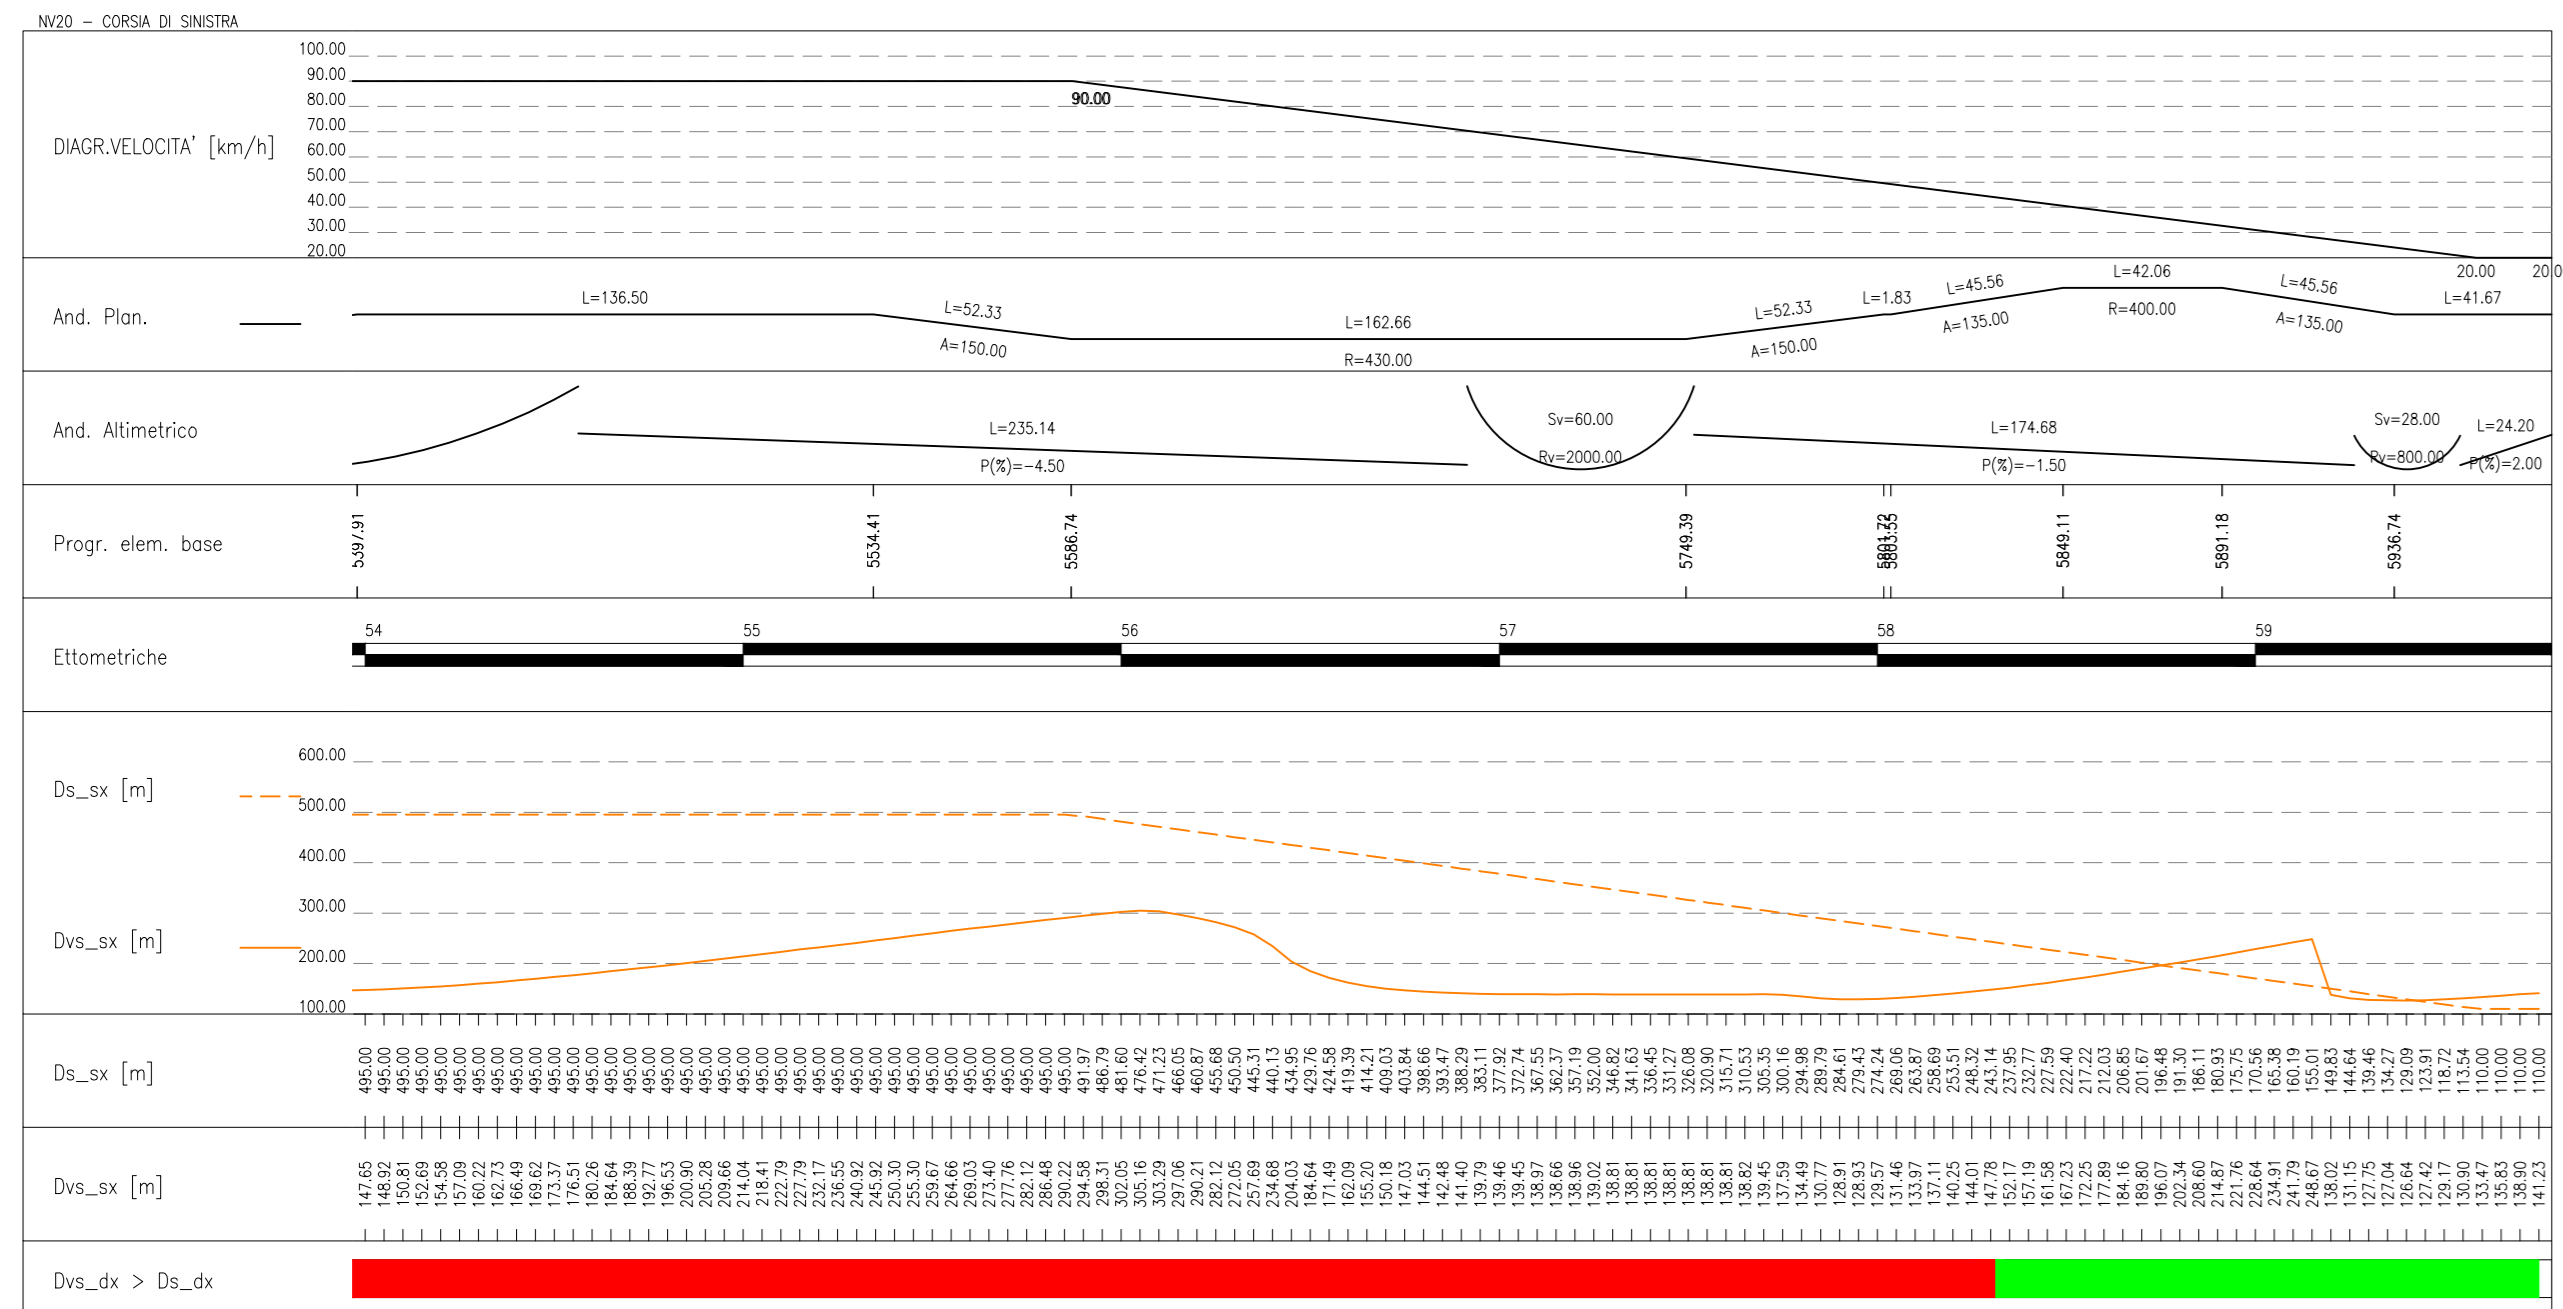 NV20 – CORSIA DI SINISTRA
100.00
90.00
80.00
70.00
60.00
50.00
40.00
30.00
20.00
DIAGR.VELOCITA' [km/h]
90.00
20.00
20.0
And. Plan.
L=136.50
L=52.33
A=150.00
L=162.66
R=430.00
L=52.33
A=150.00
L=1.83
L=45.56
A=135.00
L=42.06
R=400.00
L=45.56
A=135.00
L=41.67
And. Altimetrico
L=235.14
P(%)=-4.50
Sv=60.00
Rv=2000.00
L=174.68
P(%)=-1.50
Sv=28.00
Rv=800.00
L=24.20
P(%)=2.00
Progr. elem. base
5397.91
5534.41
5586.74
5749.39
5801.72
5803.55
5849.11
5891.18
5936.74
Ettometriche
54 55 56 57 58 59
600.00
500.00
400.00
300.00
200.00
100.00
Ds_sx [m]
Dvs_sx [m]
Ds_sx [m]
495.00 495.00 495.00 495.00 495.00 495.00 495.00 495.00 495.00 495.00 495.00 495.00 495.00 495.00 495.00 495.00 495.00 495.00 495.00 495.00 495.00 495.00 495.00 495.00 495.00 495.00 495.00 495.00 495.00 495.00 495.00 495.00 495.00 495.00 495.00 495.00 495.00 495.00 491.97 486.79 481.60 476.42 471.23 466.05 460.87 455.68 450.50 445.31 440.13 434.95 429.76 424.58 419.39 414.21 409.03 403.84 398.66 393.47 388.29 383.11 377.92 372.74 367.55 362.37 357.19 352.00 346.82 341.63 336.45 331.27 326.08 320.90 315.71 310.53 305.35 300.16 294.98 289.79 284.61 279.43 274.24 269.06 263.87 258.69 253.51 248.32 243.14 237.95 232.77 227.59 222.40 217.22 212.03 206.85 201.67 196.48 191.30 186.11 180.93 175.75 170.56 165.38 160.19 155.01 149.83 144.64 139.46 134.27 129.09 123.91 118.72 113.54 110.00 110.00 110.00 110.00
Dvs_sx [m]
147.65 148.92 150.81 152.69 154.58 157.09 160.22 162.73 166.49 169.62 173.37 176.51 180.26 184.64 188.39 192.77 196.53 200.90 205.28 209.66 214.04 218.41 222.79 227.79 232.17 236.55 240.92 245.92 250.30 255.30 259.67 264.66 269.03 273.40 277.76 282.12 286.48 290.22 294.58 298.31 302.05 305.16 303.29 297.06 290.21 282.12 272.05 257.69 234.68 204.03 184.64 171.49 162.09 155.20 150.18 147.03 144.51 142.48 141.40 139.79 139.46 139.45 138.97 138.66 138.96 139.02 138.81 138.81 138.81 138.81 138.81 138.81 138.81 138.82 139.45 137.59 134.49 130.77 128.91 128.93 129.57 131.46 133.97 137.11 140.25 144.01 147.78 152.17 157.19 161.58 167.23 172.25 177.89 184.16 189.80 196.07 202.34 208.60 214.87 221.76 228.64 234.91 241.79 248.67 138.02 131.15 127.75 127.04 126.64 127.42 129.17 130.90 133.47 135.83 138.90 141.23
Dvs_dx > Ds_dx